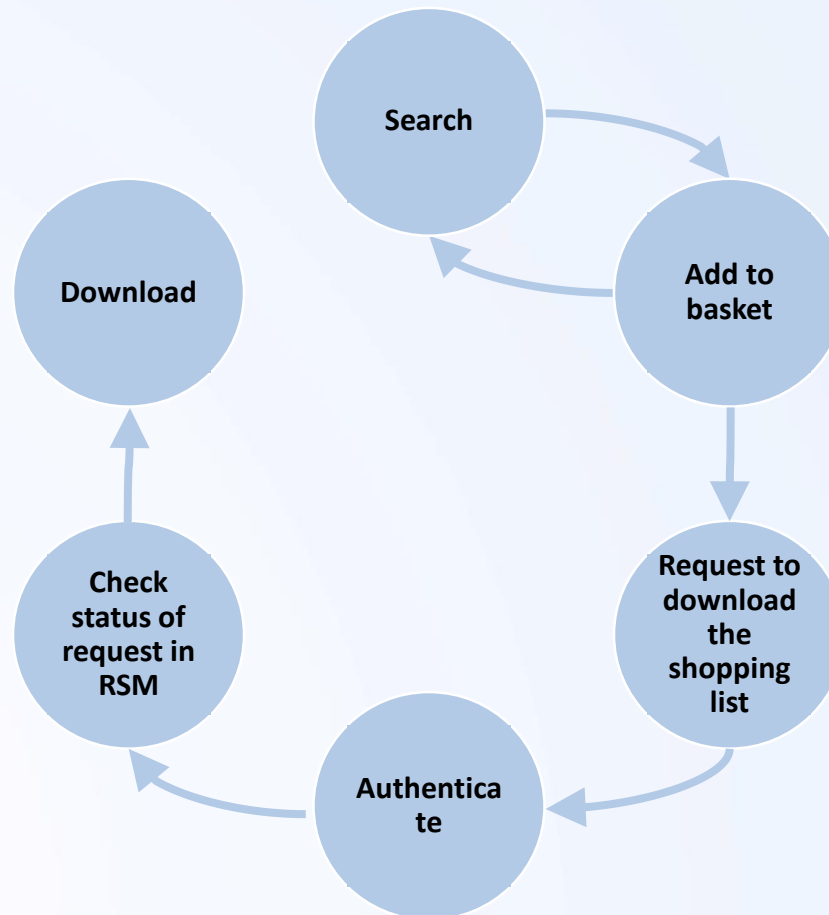 Search
Add to
basket
Request to
download
the
shopping
list
Authentica
te
Check
status of
request in
RSM
Download